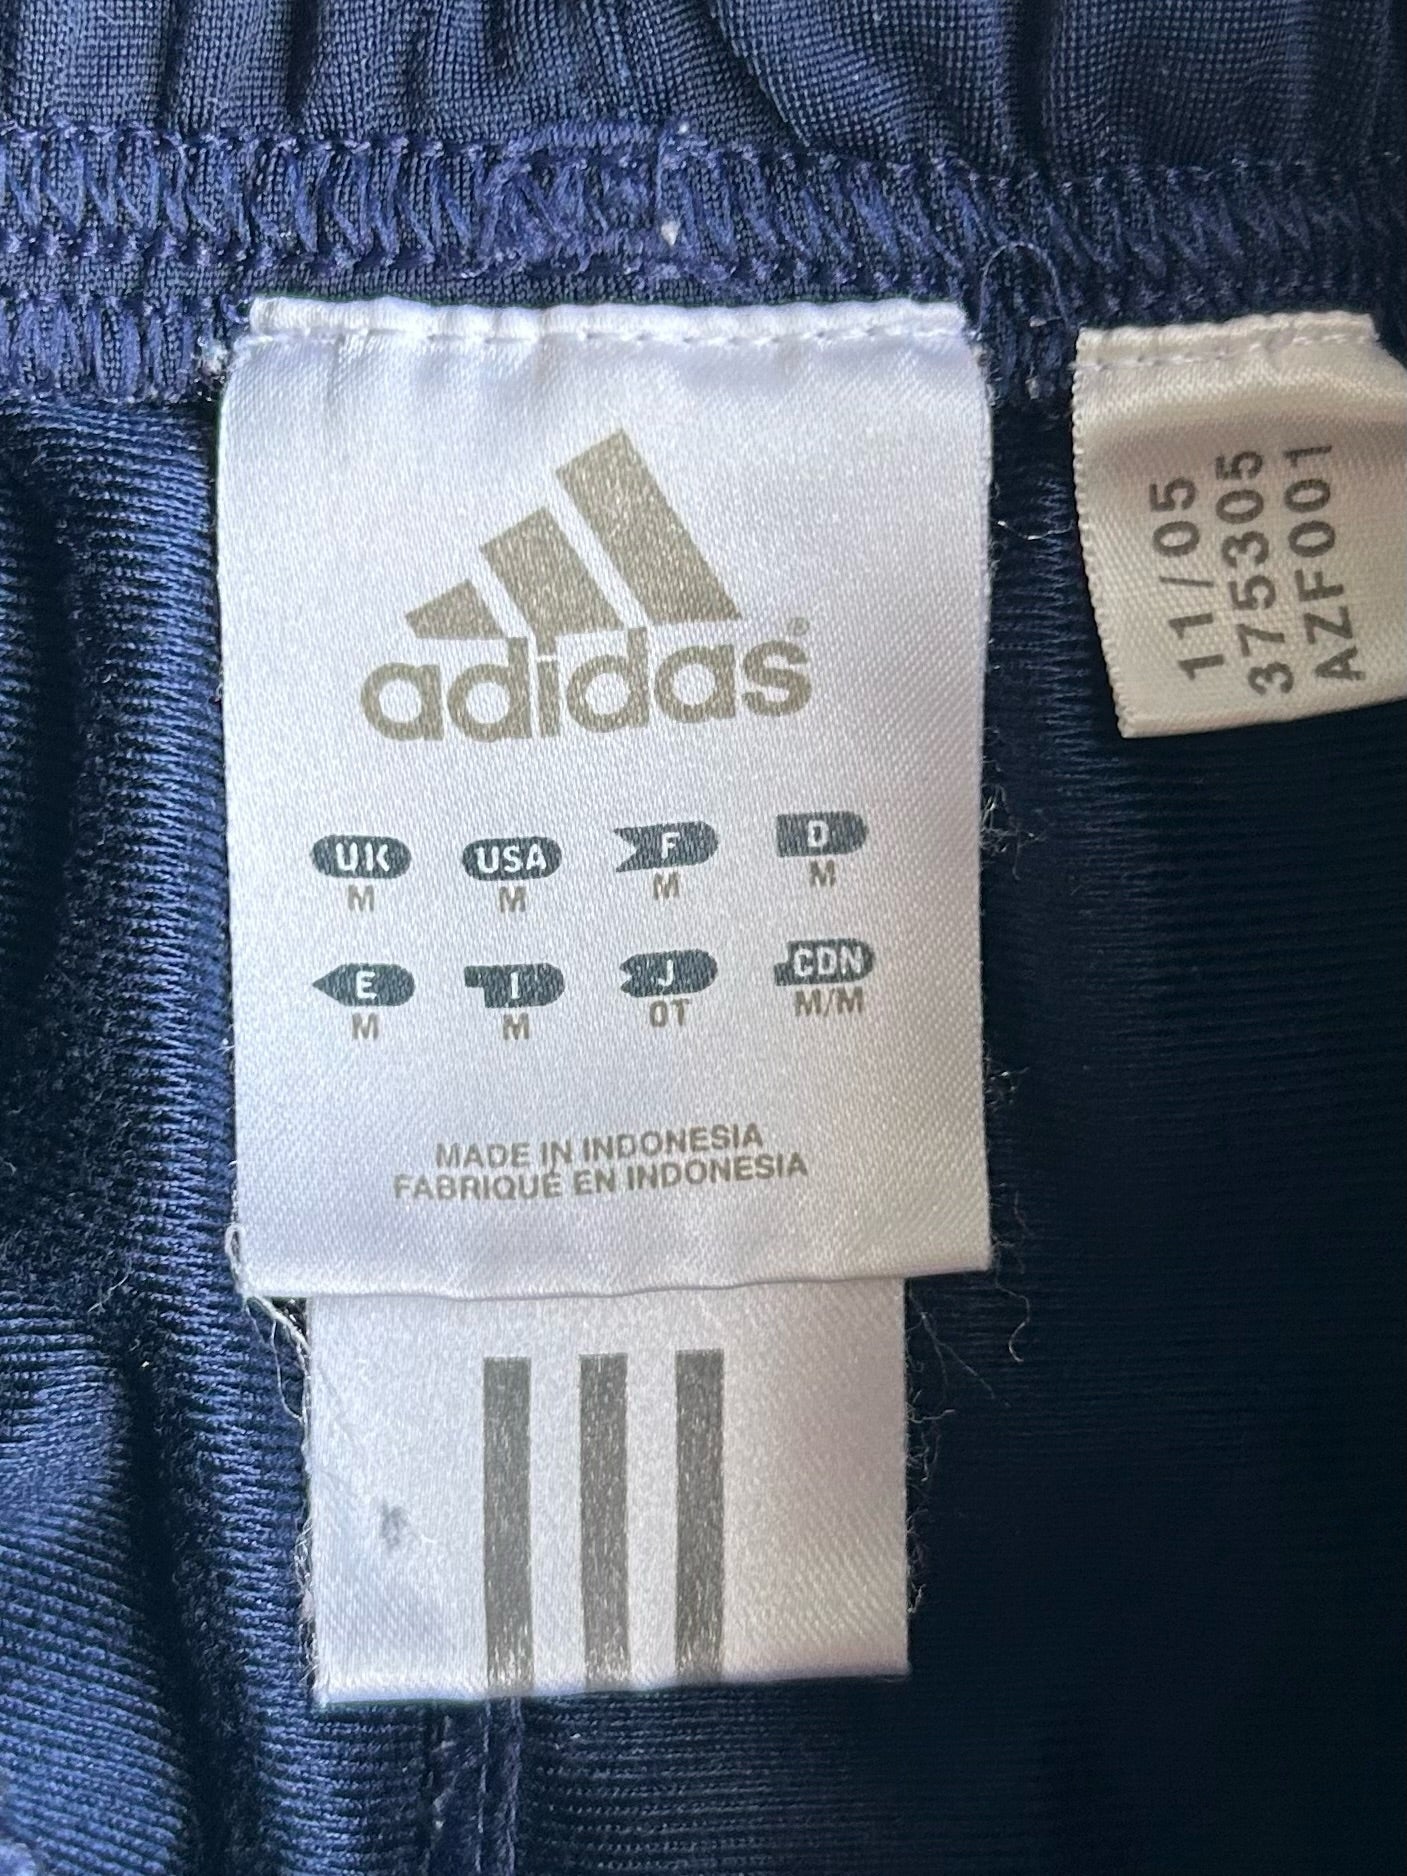 adidas®
UK USA F D
M M M M
E I J CDN
M M OT M/M
MADE IN INDONESIA
FABRIQUÉ EN INDONESIA
11/05
375305
AZF001